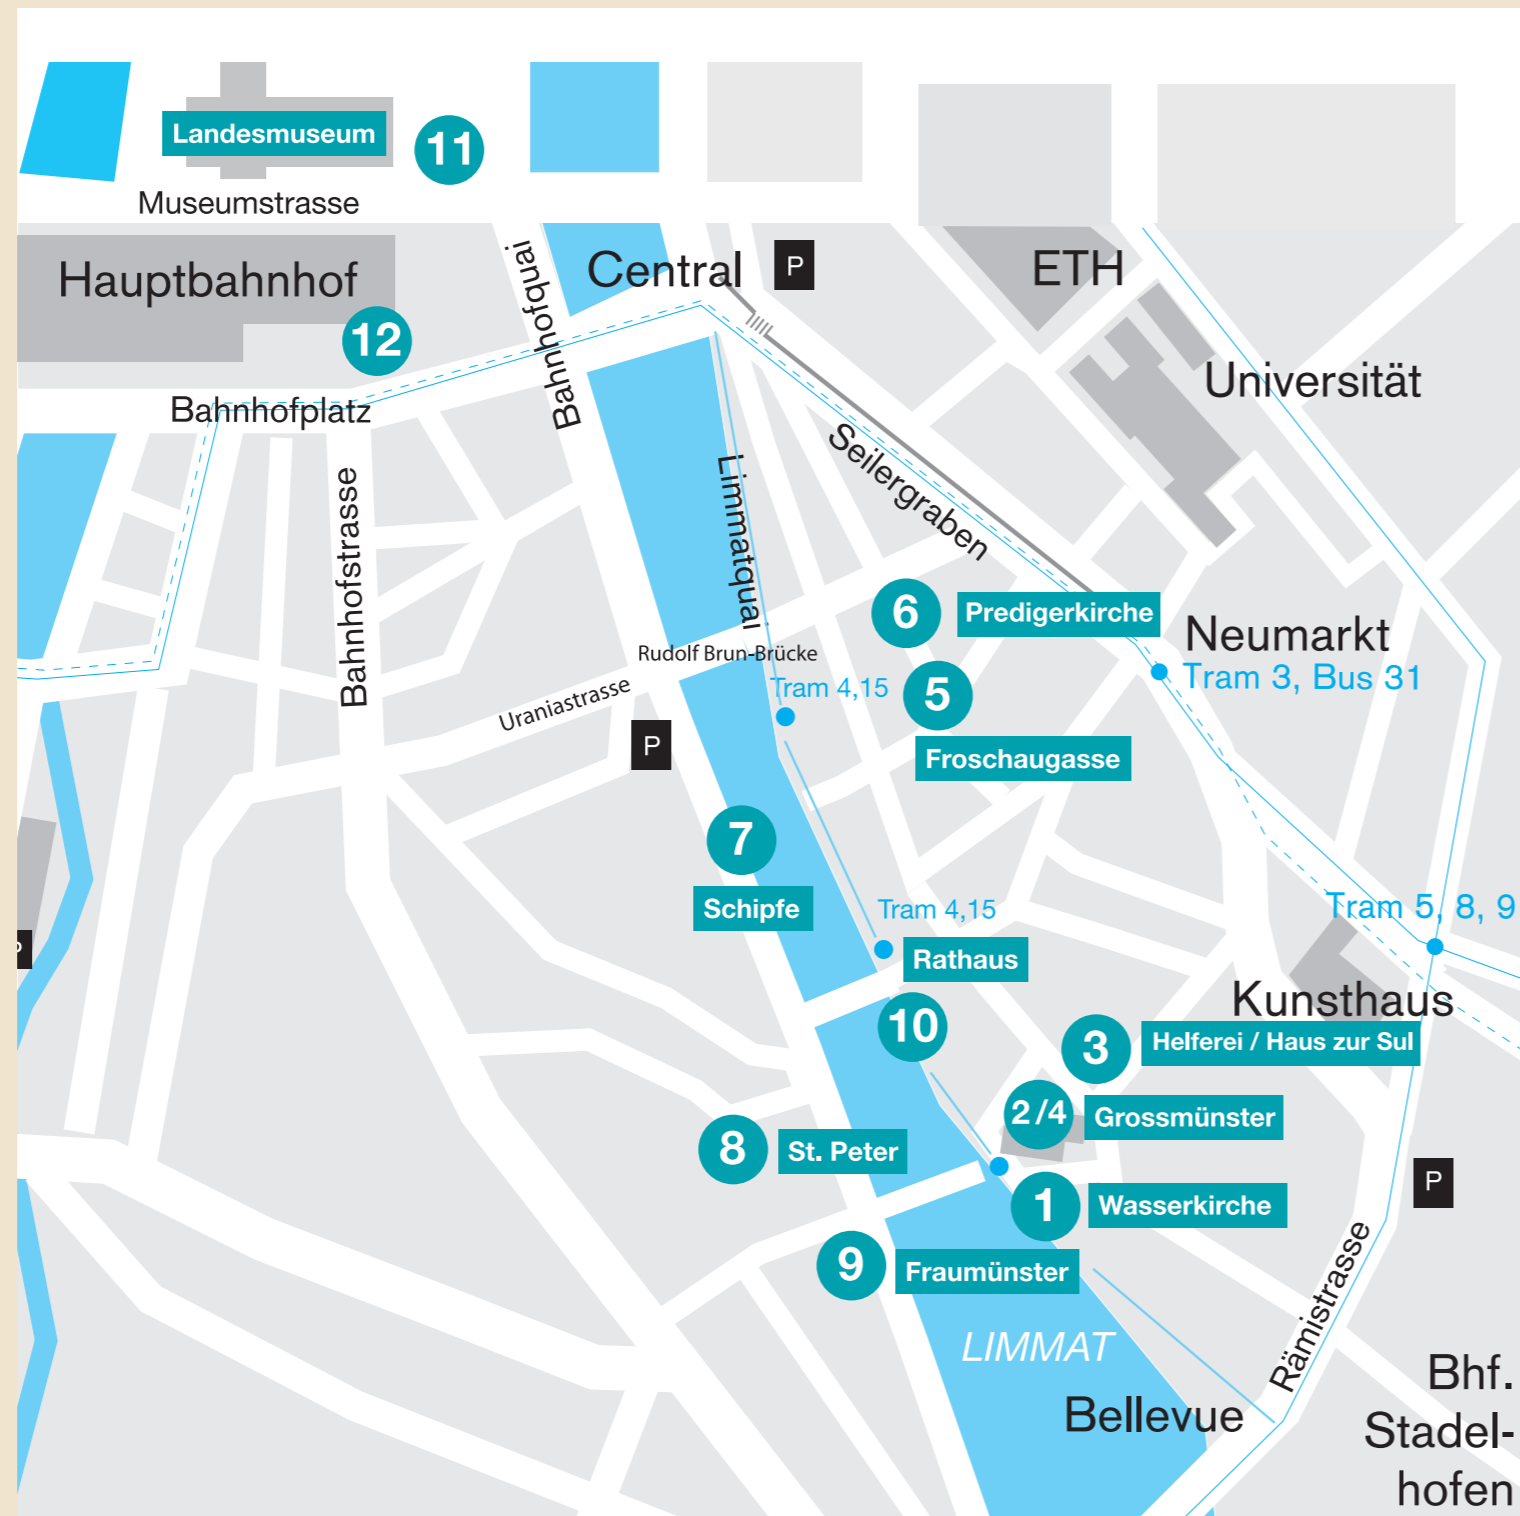 Landesmuseum
11
Museumstrasse
Hauptbahnhof
12
Bahnhofquai
Central
P
ETH
Bahnhofplatz
Bahnhofquai
Universität
Seilergraben
Limmatquai
Bahnhofstrasse
6
Predigerkirche
Neumarkt
Tram 3, Bus 31
Rudolf Brun-Brücke
Uraniastrasse
Tram 4,15
5
P
Froschaugasse
7
Schipfe
Tram 4,15
Tram 5, 8, 9
Rathaus
Kunsthaus
10
3
Helferei / Haus zur Sul
2/4
Grossmünster
8
St. Peter
P
1
Wasserkirche
9
Fraumünster
Rämistrasse
LIMMAT
Bellevue
Bhf.
Stadel-
hofen